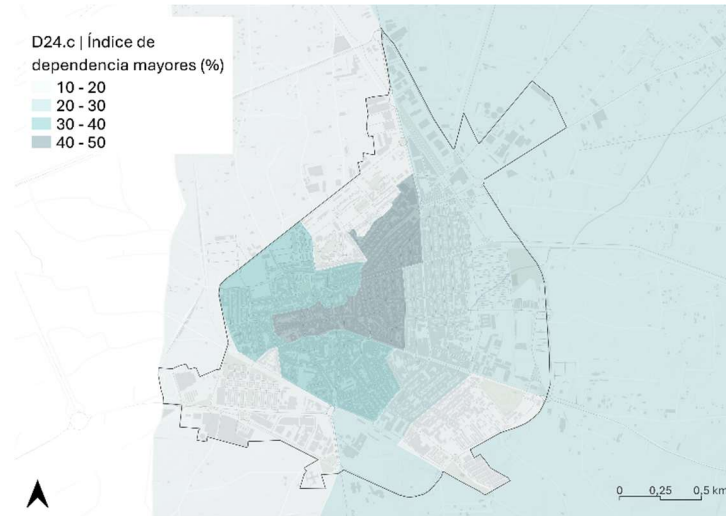 D24.c | Índice de
dependencia mayores (%)
10 - 20
20 - 30
30 - 40
40 - 50
0 0,25 0,5 km